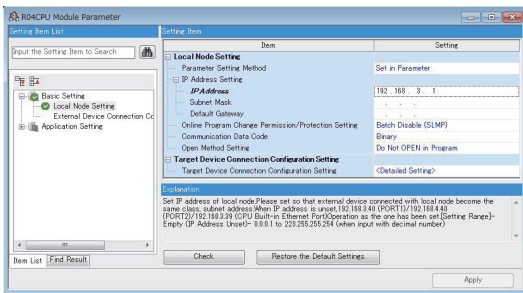 R04CPU Module Parameter
Setting Item List
Input the Setting Item to Search
Basic Setting
Local Node Setting
External Device Connection Co
Application Setting
Item List
Find Result
Setting Item
Item
Setting
Local Node Setting
Parameter Setting Method
Set in Parameter
IP Address Setting
IP Address
192 . 168 . 3 . 1
Subnet Mask
. . .
Default Gateway
. . .
Online Program Change Permission/Protection Setting
Batch Disable (SLMP)
Communication Data Code
Binary
Open Method Setting
Do Not OPEN in Program
Target Device Connection Configuration Setting
Target Device Connection Configuration Setting
<Detailed Setting>
Explanation
Set IP address of local node.Please set so that external device connected with local node become the
same class, subnet address.When IP address is unset,192.168.3.40 (PORT1)/192.168.4.40
(PORT2)/192.168.3.39 (CPU Built-in Ethernet Port)Operation as the one has been set.[Setting Range]-
Empty (IP Address Unset)- 0.0.0.1 to 223.255.255.254 (when input with decimal number)
Check
Restore the Default Settings
Apply